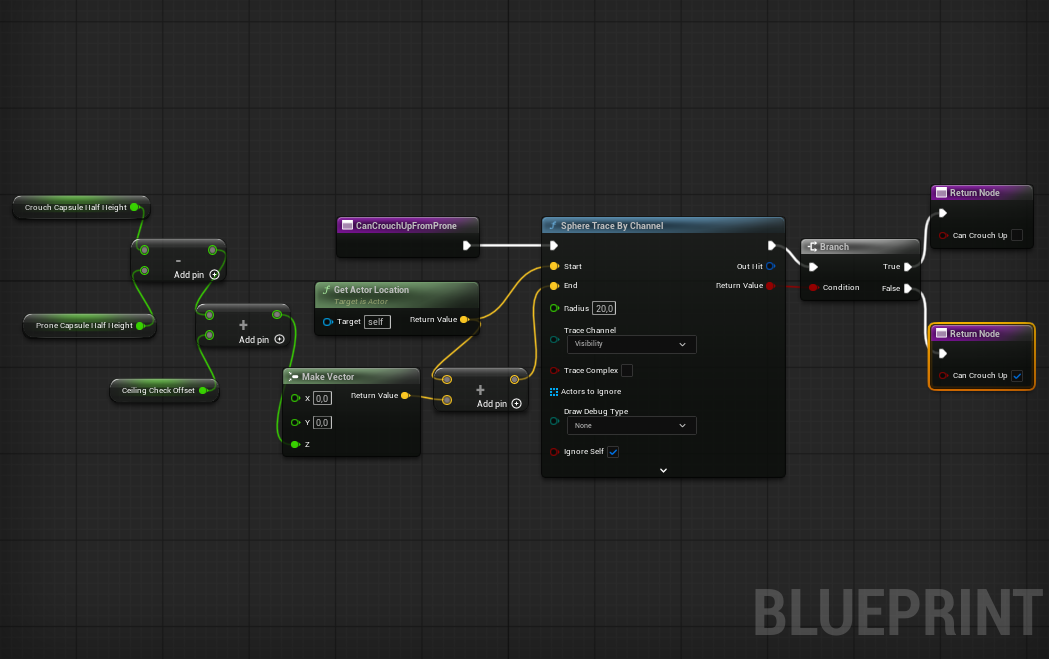 Crouch Capsule Half Height
-
Add pin
Prone Capsule Half Height
+
Add pin
Ceiling Check Offset
CanCrouchUpFromProne
Get Actor Location
Target is Actor
Target self
Return Value
Make Vector
X 0,0
Return Value
Y 0,0
Z
+
Add pin
Sphere Trace By Channel
Start
Out Hit
End
Return Value
Radius 20,0
Trace Channel
Visibility
Trace Complex
Actors to Ignore
Draw Debug Type
None
Ignore Self
Branch
True
Condition
False
Return Node
Can Crouch Up
Return Node
Can Crouch Up
BLUEPRINT